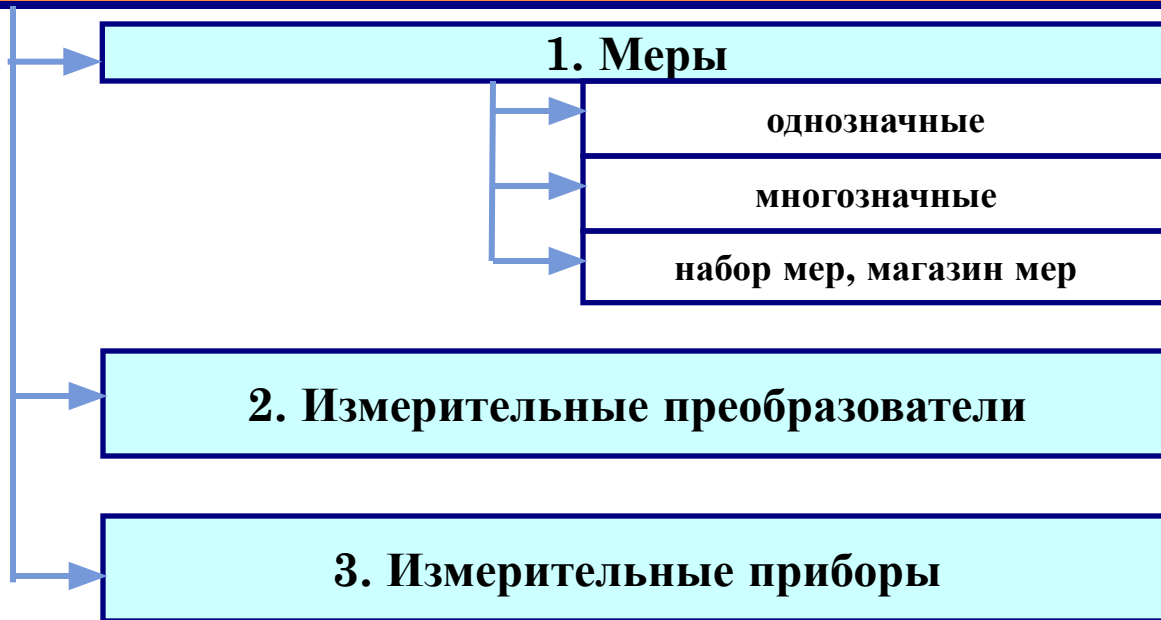 1. Меры
однозначные
многозначные
набор мер, магазин мер
2. Измерительные преобразователи
3. Измерительные приборы